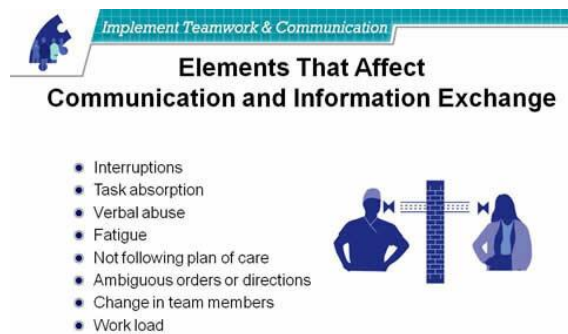 Implement Teamwork & Communication
Elements That Affect
Communication and Information Exchange
Interruptions
Task absorption
Verbal abuse
Fatigue
Not following plan of care
Ambiguous orders or directions
Change in team members
Work load